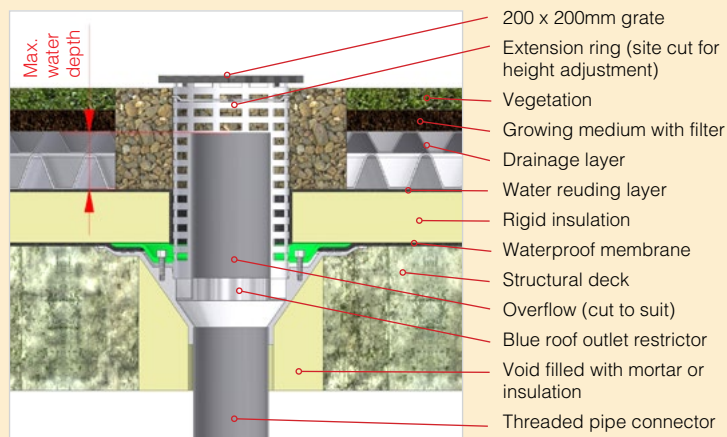 Max.
water
depth
200 x 200mm grate
Extension ring (site cut for
height adjustment)
Vegetation
Growing medium with filter
Drainage layer
Water reuding layer
Rigid insulation
Waterproof membrane
Structural deck
Overflow (cut to suit)
Blue roof outlet restrictor
Void filled with mortar or
insulation
Threaded pipe connector